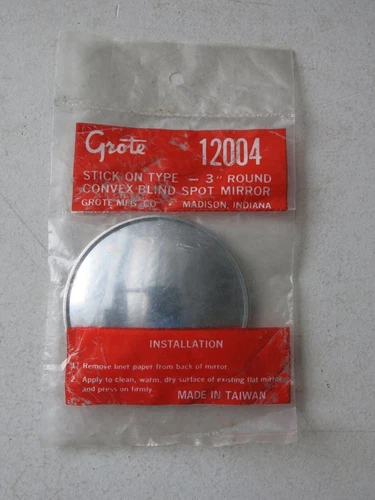 Grote 12004
STICK ON TYPE — 3" ROUND
CONVEX BLIND SPOT MIRROR
GROTE MFG. CO • MADISON, INDIANA
INSTALLATION
1. Remove liner paper from back of mirror.
2. Apply to clean, warm, dry surface of existing flat mirror
and press on firmly.
MADE IN TAIWAN